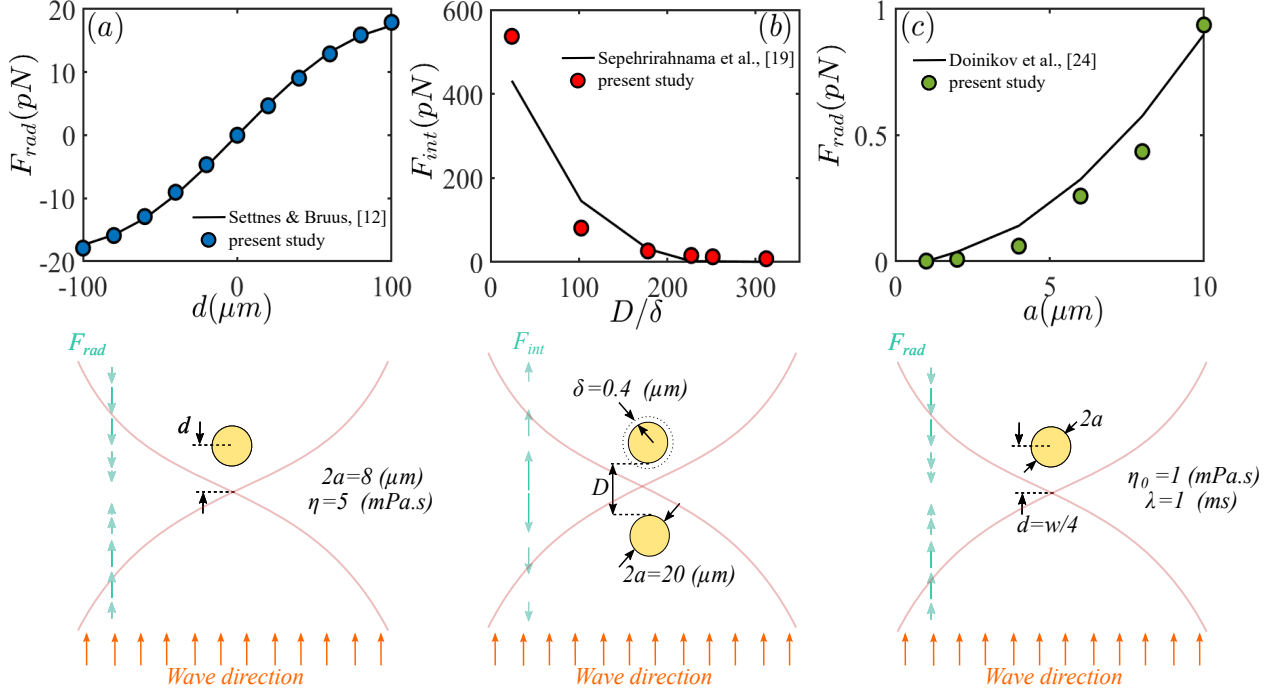 (a)
F_rad(pN)
20
10
0
-10
-20
Settnes & Bruus, [12]
present study
-100
0
100
d(μm)
(b)
F_int(pN)
600
400
200
0
Sepehrirahnama et al., [19]
present study
0
100
200
300
D/δ
(c)
F_rad(pN)
1
0.5
0
Doinikov et al., [24]
present study
0
5
10
a(μm)
F_rad
d
2a=8 (μm)
η=5 (mPa.s)
Wave direction
F_int
δ=0.4 (μm)
D
2a=20 (μm)
Wave direction
F_rad
2a
η_0=1 (mPa.s)
λ=1 (ms)
d=w/4
Wave direction